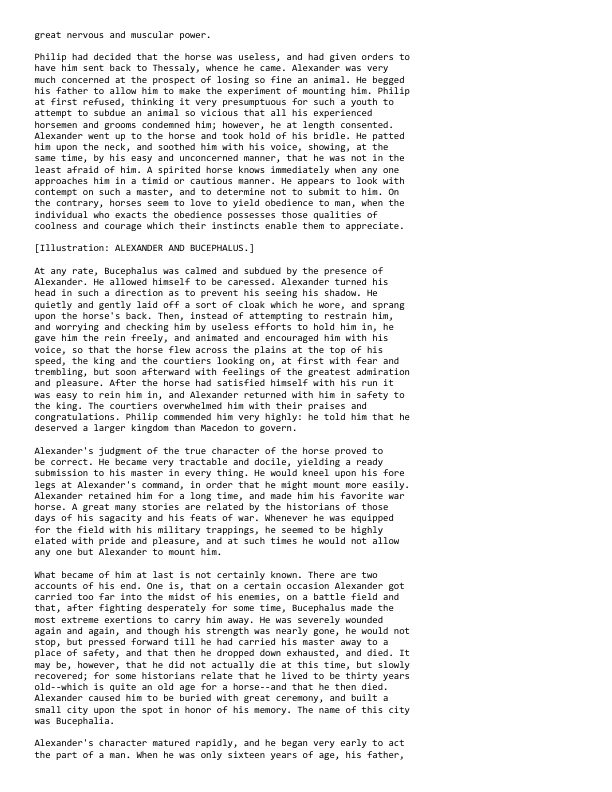 great nervous and muscular power.

Philip had decided that the horse was useless, and had given orders to
have him sent back to Thessaly, whence he came. Alexander was very
much concerned at the prospect of losing so fine an animal. He begged
his father to allow him to make the experiment of mounting him. Philip
at first refused, thinking it very presumptuous for such a youth to
attempt to subdue an animal so vicious that all his experienced
horsemen and grooms condemned him; however, he at length consented.
Alexander went up to the horse and took hold of his bridle. He patted
him upon the neck, and soothed him with his voice, showing, at the
same time, by his easy and unconcerned manner, that he was not in the
least afraid of him. A spirited horse knows immediately when any one
approaches him in a timid or cautious manner. He appears to look with
contempt on such a master, and to determine not to submit to him. On
the contrary, horses seem to love to yield obedience to man, when the
individual who exacts the obedience possesses those qualities of
coolness and courage which their instincts enable them to appreciate.

[Illustration: ALEXANDER AND BUCEPHALUS.]

At any rate, Bucephalus was calmed and subdued by the presence of
Alexander. He allowed himself to be caressed. Alexander turned his
head in such a direction as to prevent his seeing his shadow. He
quietly and gently laid off a sort of cloak which he wore, and sprang
upon the horse's back. Then, instead of attempting to restrain him,
and worrying and checking him by useless efforts to hold him in, he
gave him the rein freely, and animated and encouraged him with his
voice, so that the horse flew across the plains at the top of his
speed, the king and the courtiers looking on, at first with fear and
trembling, but soon afterward with feelings of the greatest admiration
and pleasure. After the horse had satisfied himself with his run it
was easy to rein him in, and Alexander returned with him in safety to
the king. The courtiers overwhelmed him with their praises and
congratulations. Philip commended him very highly: he told him that he
deserved a larger kingdom than Macedon to govern.

Alexander's judgment of the true character of the horse proved to
be correct. He became very tractable and docile, yielding a ready
submission to his master in every thing. He would kneel upon his fore
legs at Alexander's command, in order that he might mount more easily.
Alexander retained him for a long time, and made him his favorite war
horse. A great many stories are related by the historians of those
days of his sagacity and his feats of war. Whenever he was equipped
for the field with his military trappings, he seemed to be highly
elated with pride and pleasure, and at such times he would not allow
any one but Alexander to mount him.

What became of him at last is not certainly known. There are two
accounts of his end. One is, that on a certain occasion Alexander got
carried too far into the midst of his enemies, on a battle field and
that, after fighting desperately for some time, Bucephalus made the
most extreme exertions to carry him away. He was severely wounded
again and again, and though his strength was nearly gone, he would not
stop, but pressed forward till he had carried his master away to a
place of safety, and that then he dropped down exhausted, and died. It
may be, however, that he did not actually die at this time, but slowly
recovered; for some historians relate that he lived to be thirty years
old--which is quite an old age for a horse--and that he then died.
Alexander caused him to be buried with great ceremony, and built a
small city upon the spot in honor of his memory. The name of this city
was Bucephalia.

Alexander's character matured rapidly, and he began very early to act
the part of a man. When he was only sixteen years of age, his father,